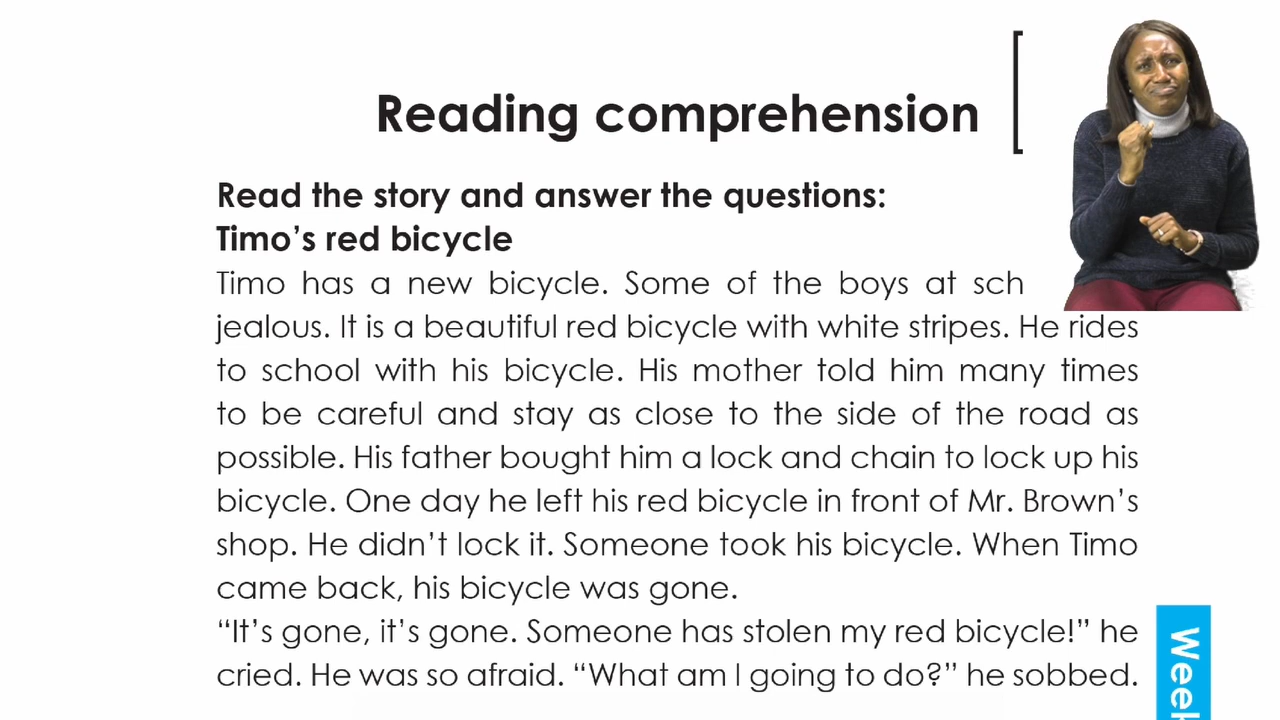 Reading comprehension
Read the story and answer the questions:
Timo's red bicycle
Timo has a new bicycle. Some of the boys at
jealous. It is a beautiful red bicycle with white stripes. He rides
to school with his bicycle. His mother told him many times
to be careful and stay as close to the side of the road as
possible. His father bought him a lock and chain to lock up his
bicycle. One day he left his red bicycle in front of Mr. Brown's
shop. He didn't lock it. Someone took his bicycle. When Timo
came back, his bicycle was gone.
“It's gone, it's gone. Someone has stolen my red bicycle!” he
cried. He was so afraid. “What am I going to do?” he sobbed.